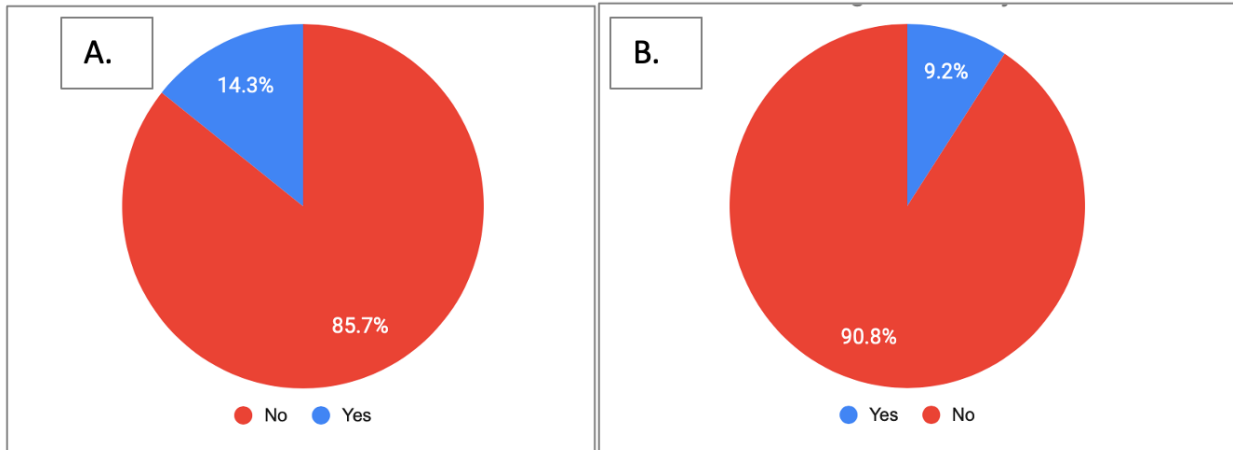 A.
14.3%
85.7%
No Yes
B.
9.2%
90.8%
Yes No